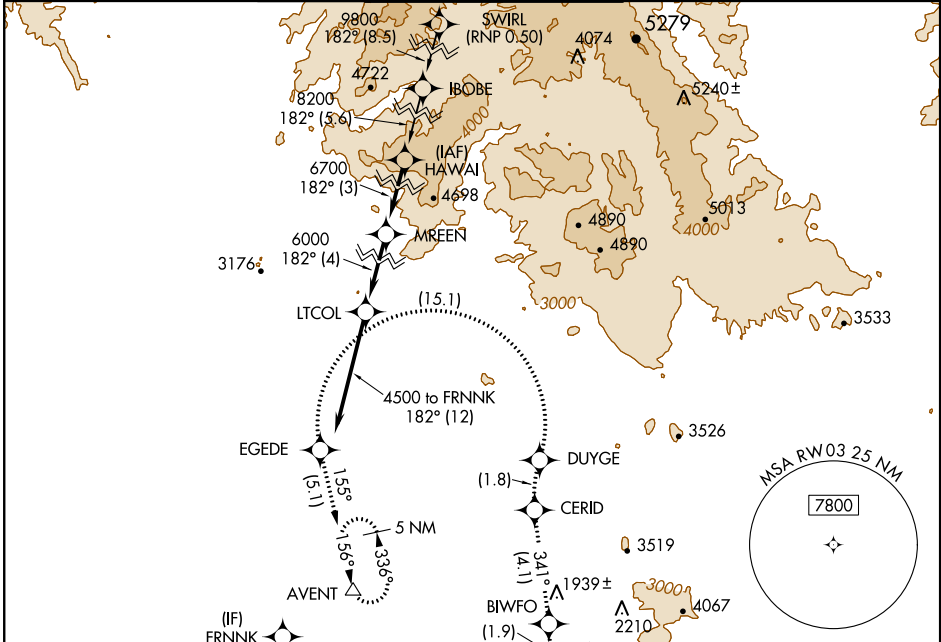 9800
182° (8.5)
SWIRL
(RNP 0.50)
4074
5279
4722
IBOBE
5240±
8200
182° (5.6)
4000
(IAF)
HAWAI
6700
182° (3)
4698
5013
4890
4000
MREEN
6000
182° (4)
4890
3176
(15.1)
3000
LTCOL
3533
4500 to FRNNK
182° (12)
3526
EGEDE
DUYGE
MSA RW03 25 NM
(1.8)
155°
(5.1)
7800
CERID
5 NM
3519
156°
336°
341°
(4.1)
1939±
3000
AVENT
BIWFO
4067
2210
(IF)
FRNNK
(1.9)